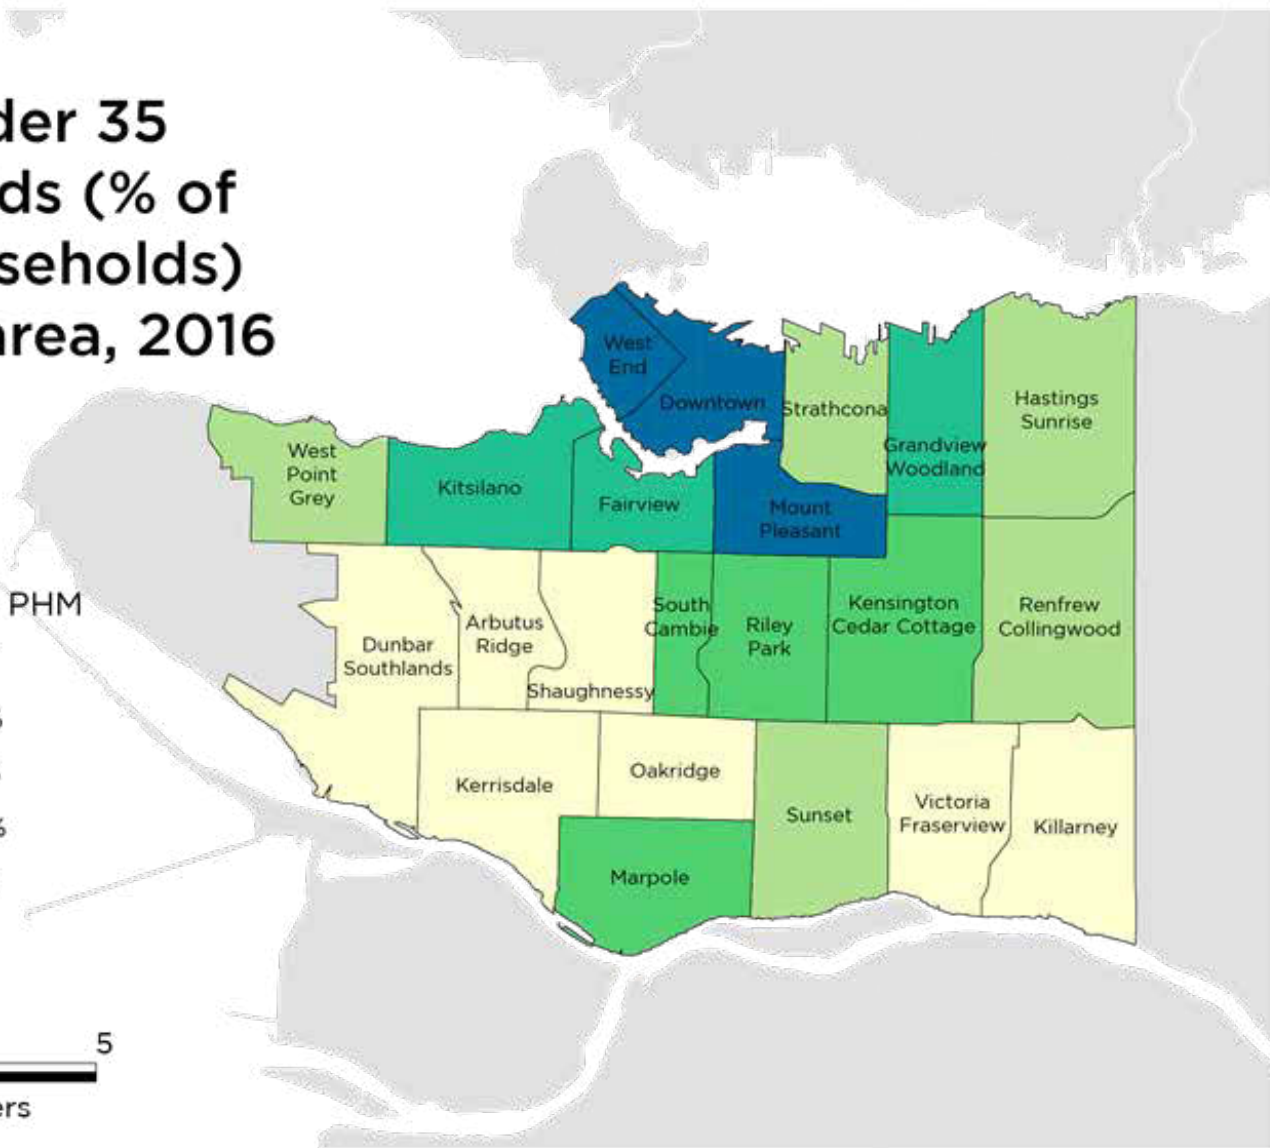 der 35
ds (% of
seholds)
area, 2016
West
End
Downtown
Strathcona
Hastings
Sunrise
Grandview
Woodland
West
Point
Grey
Kitsilano
Fairview
Mount
Pleasant
PHM
South
Cambie
Riley
Park
Kensington
Cedar Cottage
Renfrew
Collingwood
Arbutus
Ridge
Dunbar
Southlands
Shaughnessy
Kerrisdale
Oakridge
Sunset
Victoria
Fraserview
Killarney
Marpole
%
5
ers